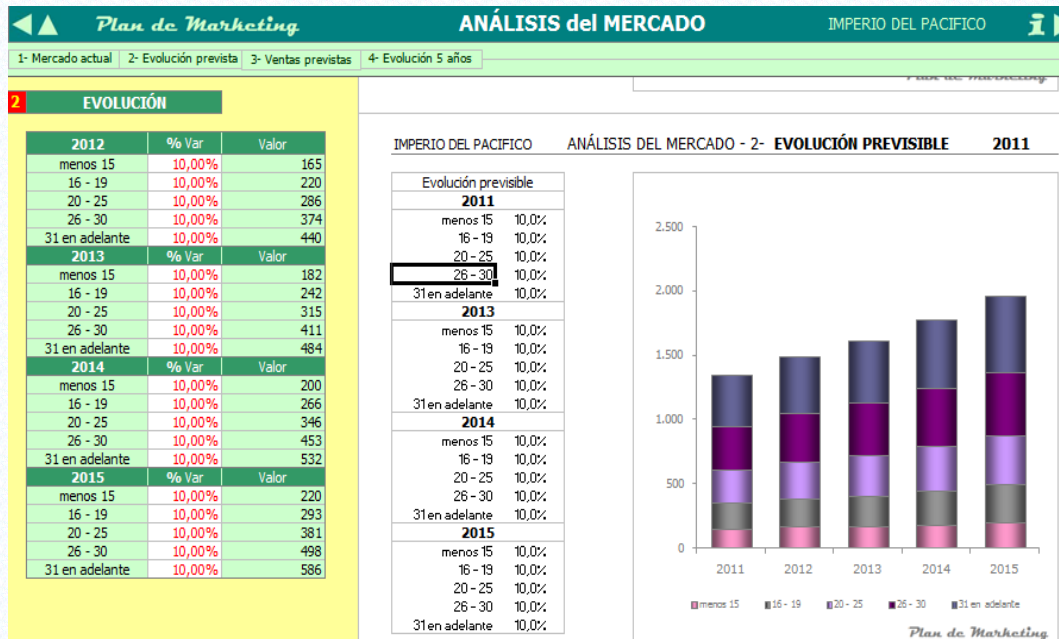 Plan de Marketing ANÁLISIS del MERCADO IMPERIO DEL PACIFICO i
1- Mercado actual 2- Evolución prevista 3- Ventas previstas 4- Evolución 5 años
2 EVOLUCIÓN
2012 % Var Valor
menos 15 10,00% 165
16 - 19 10,00% 220
20 - 25 10,00% 286
26 - 30 10,00% 374
31 en adelante 10,00% 440
2013 % Var Valor
menos 15 10,00% 182
16 - 19 10,00% 242
20 - 25 10,00% 315
26 - 30 10,00% 411
31 en adelante 10,00% 484
2014 % Var Valor
menos 15 10,00% 200
16 - 19 10,00% 266
20 - 25 10,00% 346
26 - 30 10,00% 453
31 en adelante 10,00% 532
2015 % Var Valor
menos 15 10,00% 220
16 - 19 10,00% 293
20 - 25 10,00% 381
26 - 30 10,00% 498
31 en adelante 10,00% 586
Plan de Marketing
IMPERIO DEL PACIFICO ANÁLISIS DEL MERCADO - 2- EVOLUCIÓN PREVISIBLE 2011
Evolución previsible
2011
menos 15 10,0%
16 - 19 10,0%
20 - 25 10,0%
26 - 30 10,0%
31 en adelante 10,0%
2013
menos 15 10,0%
16 - 19 10,0%
20 - 25 10,0%
26 - 30 10,0%
31 en adelante 10,0%
2014
menos 15 10,0%
16 - 19 10,0%
20 - 25 10,0%
26 - 30 10,0%
31 en adelante 10,0%
2015
menos 15 10,0%
16 - 19 10,0%
20 - 25 10,0%
26 - 30 10,0%
31 en adelante 10,0%
2.500
2.000
1.500
1.000
500
0
2011 2012 2013 2014 2015
menos 15 16 - 19 20 - 25 26 - 30 31 en adelante
Plan de Marketing